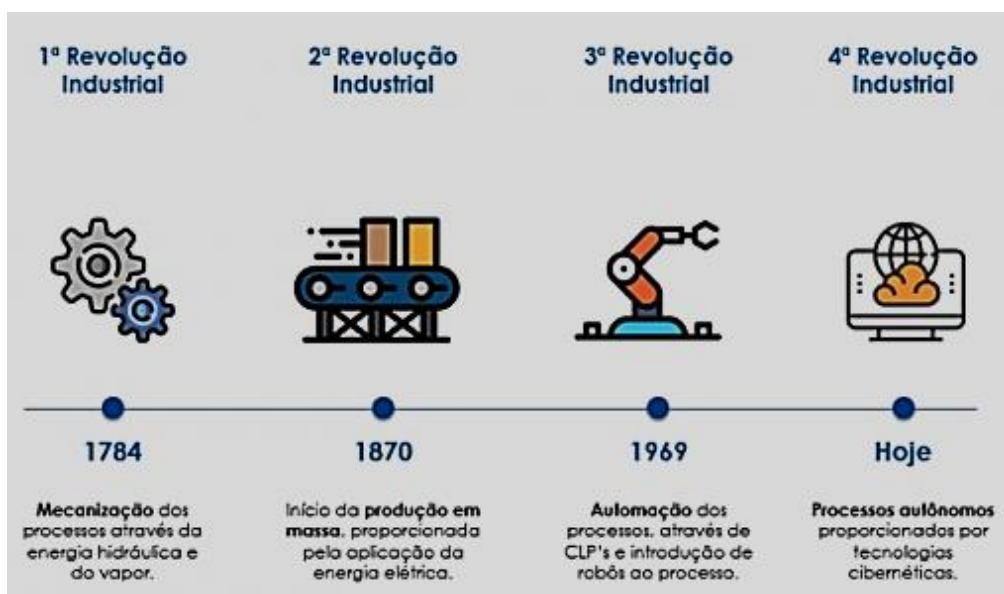 1ª Revolução
Industrial
2ª Revolução
Industrial
3ª Revolução
Industrial
4ª Revolução
Industrial
1784
1870
1969
Hoje
Mecanização dos
processos através da
energia hidráulica e
do vapor.
Início da produção em
massa, proporcionada
pela aplicação da
energia elétrica.
Automação dos
processos, através de
CLP's e introdução de
robôs ao processo.
Processos autônomos
proporcionados por
tecnologias
cibernéticas.